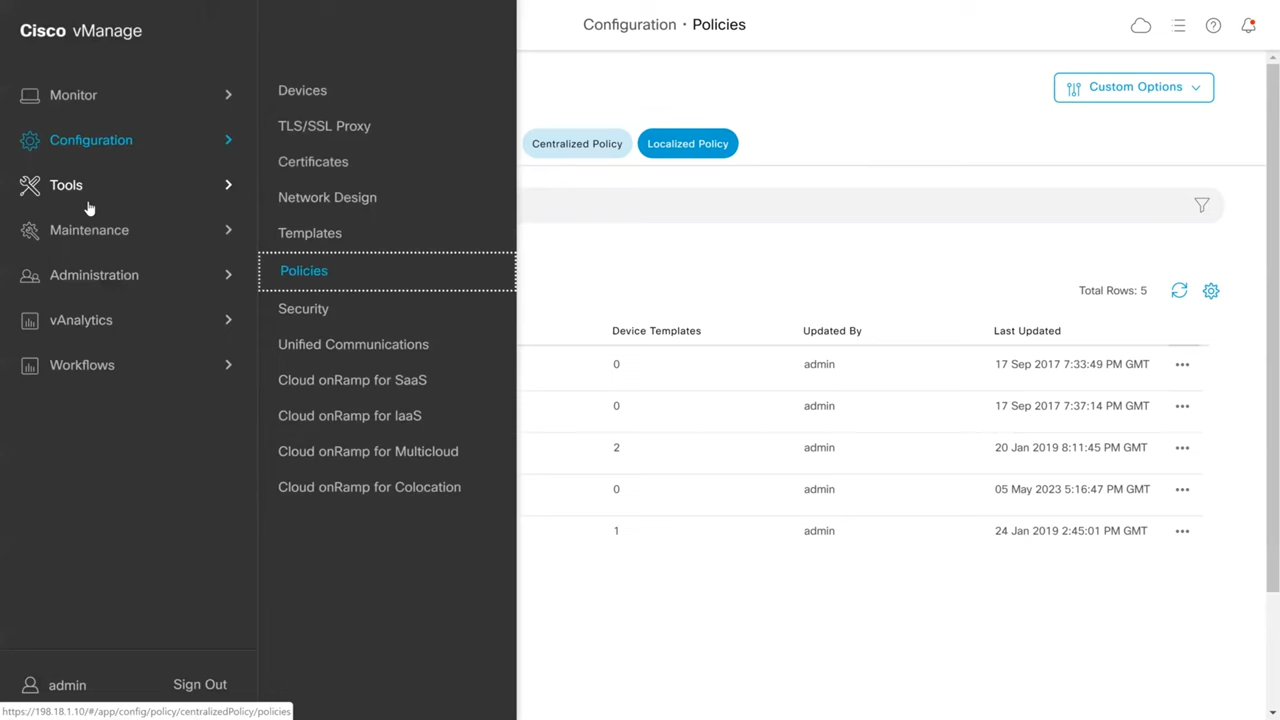 Cisco vManage
Configuration · Policies
Monitor
Configuration
Tools
Maintenance
Administration
vAnalytics
Workflows
Devices
TLS/SSL Proxy
Certificates
Network Design
Templates
Policies
Security
Unified Communications
Cloud onRamp for SaaS
Cloud onRamp for IaaS
Cloud onRamp for Multicloud
Cloud onRamp for Colocation
Custom Options
Centralized Policy Localized Policy
Total Rows: 5
Device Templates Updated By Last Updated
0 admin 17 Sep 2017 7:33:49 PM GMT
0 admin 17 Sep 2017 7:37:14 PM GMT
2 admin 20 Jan 2019 8:11:45 PM GMT
0 admin 05 May 2023 5:16:47 PM GMT
1 admin 24 Jan 2019 2:45:01 PM GMT
admin Sign Out
https://198.18.1.10/#/app/config/policy/centralizedPolicy/policies